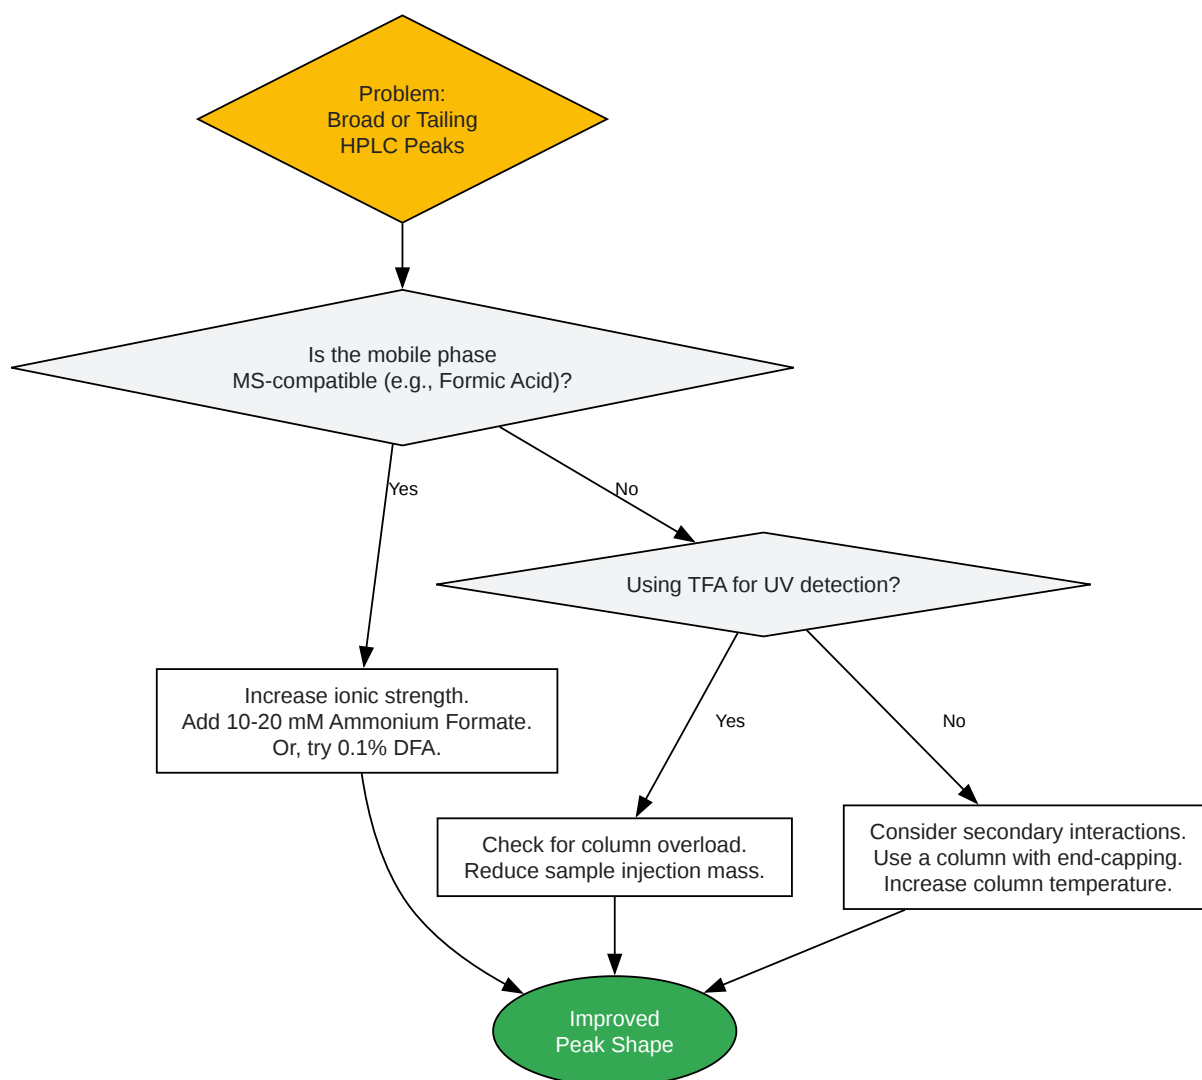 Problem:
Broad or Tailing
HPLC Peaks
Is the mobile phase
MS-compatible (e.g., Formic Acid)?
Yes
No
Using TFA for UV detection?
Increase ionic strength.
Add 10-20 mM Ammonium Formate.
Or, try 0.1% DFA.
Yes
No
Check for column overload.
Reduce sample injection mass.
Consider secondary interactions.
Use a column with end-capping.
Increase column temperature.
Improved
Peak Shape